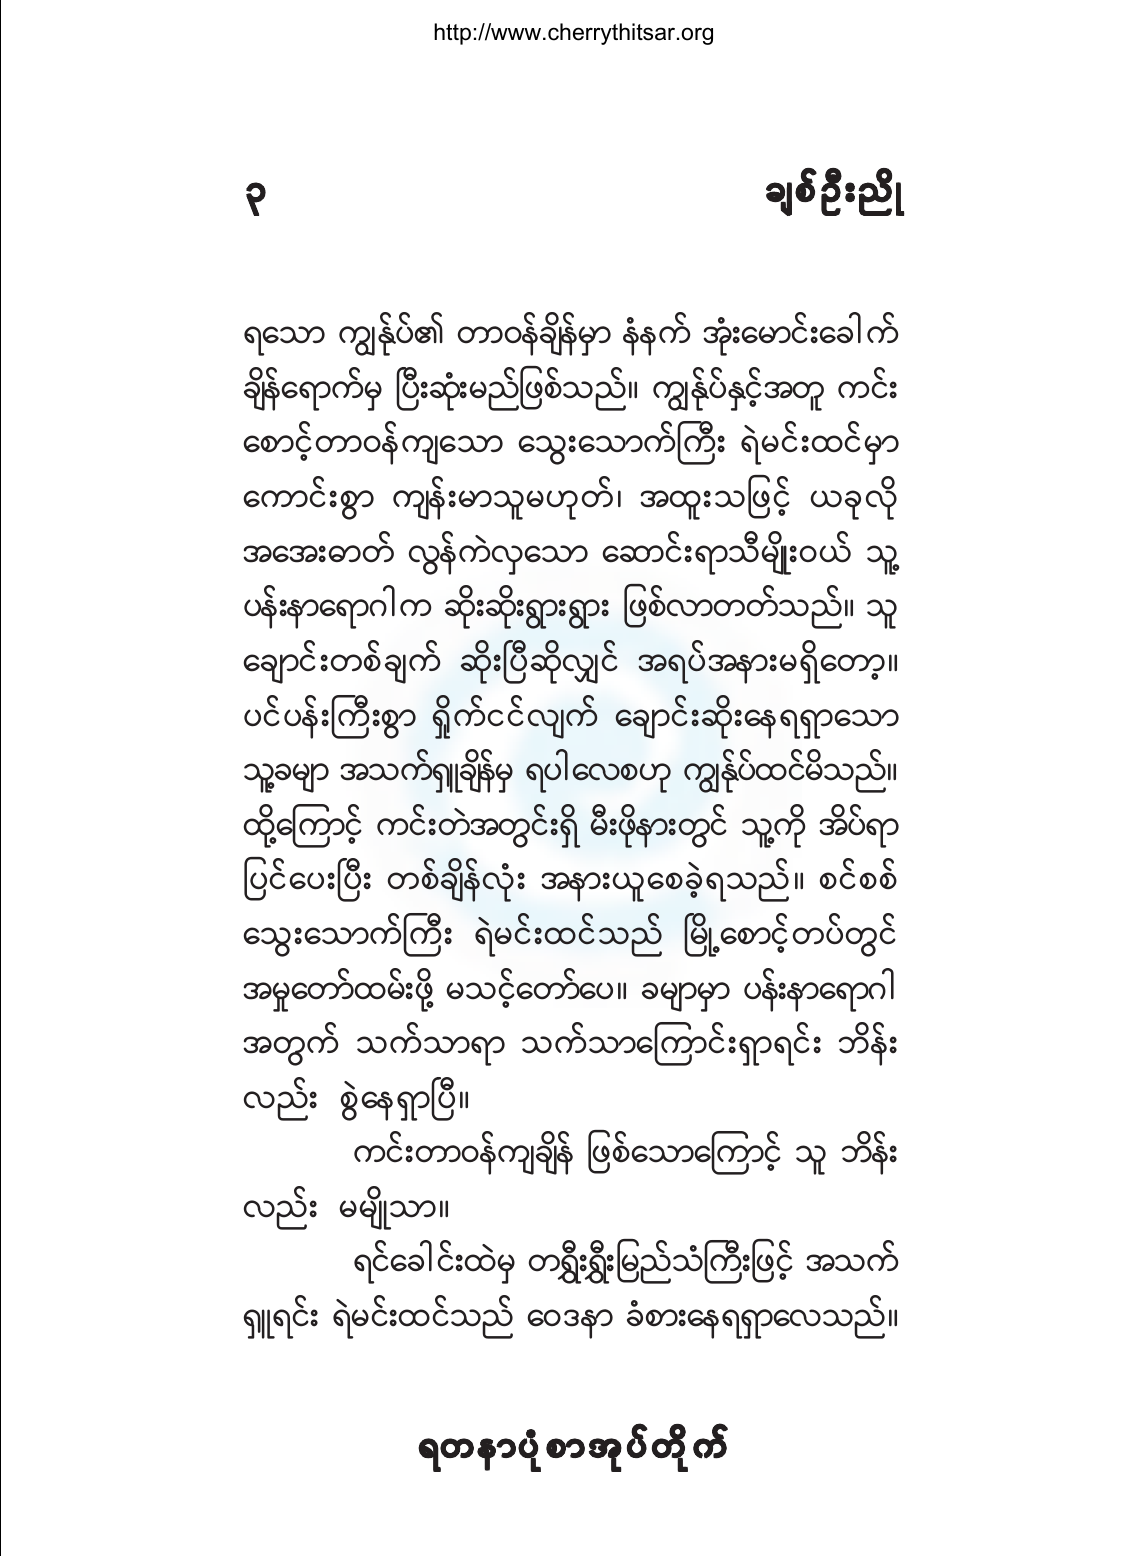 http://www.cherrythitsar.org
၃ ချစ်ဦးညို
ရသော ကျွန်ုပ်၏ တာဝန်ချိန်မှာ နံနက် အုံးမောင်းခေါက်
ချိန်ရောက်မှ ပြီးဆုံးမည်ဖြစ်သည်။ ကျွန်ုပ်နှင့်အတူ ကင်း
စောင့်တာဝန်ကျသော သွေးသောက်ကြီး ရဲမင်းထင်မှာ
ကောင်းစွာ ကျန်းမာသူမဟုတ်၊ အထူးသဖြင့် ယခုလို
အအေးဓာတ် လွန်ကဲလှသော ဆောင်းရာသီမျိုးဝယ် သူ့
ပန်းနာရောဂါက ဆိုးဆိုးရွားရွား ဖြစ်လာတတ်သည်။ သူ
ချောင်းတစ်ချက် ဆိုးပြီဆိုလျှင် အရပ်အနားမရှိတော့။
ပင်ပန်းကြီးစွာ ရှိုက်ငင်လျက် ချောင်းဆိုးနေရရှာသော
သူ့ခမျာ အသက်ရှူချိန်မှ ရပါလေစဟု ကျွန်ုပ်ထင်မိသည်။
ထို့ကြောင့် ကင်းတဲအတွင်းရှိ မီးဖိုနားတွင် သူ့ကို အိပ်ရာ
ပြင်ပေးပြီး တစ်ချိန်လုံး အနားယူစေခဲ့ရသည်။ စင်စစ်
သွေးသောက်ကြီး ရဲမင်းထင်သည် မြို့စောင့်တပ်တွင်
အမှုတော်ထမ်းဖို့ မသင့်တော်ပေ။ ခမျာမှာ ပန်းနာရောဂါ
အတွက် သက်သာရာ သက်သာကြောင်းရှာရင်း ဘိန်း
လည်း စွဲနေရှာပြီ။
ကင်းတာဝန်ကျချိန် ဖြစ်သောကြောင့် သူ ဘိန်း
လည်း မမျိုသာ။
ရင်ခေါင်းထဲမှ တရွှီးရွှီးမြည်သံကြီးဖြင့် အသက်
ရှူရင်း ရဲမင်းထင်သည် ဝေဒနာ ခံစားနေရရှာလေသည်။
ရတနာပုံစာအုပ်တိုက်